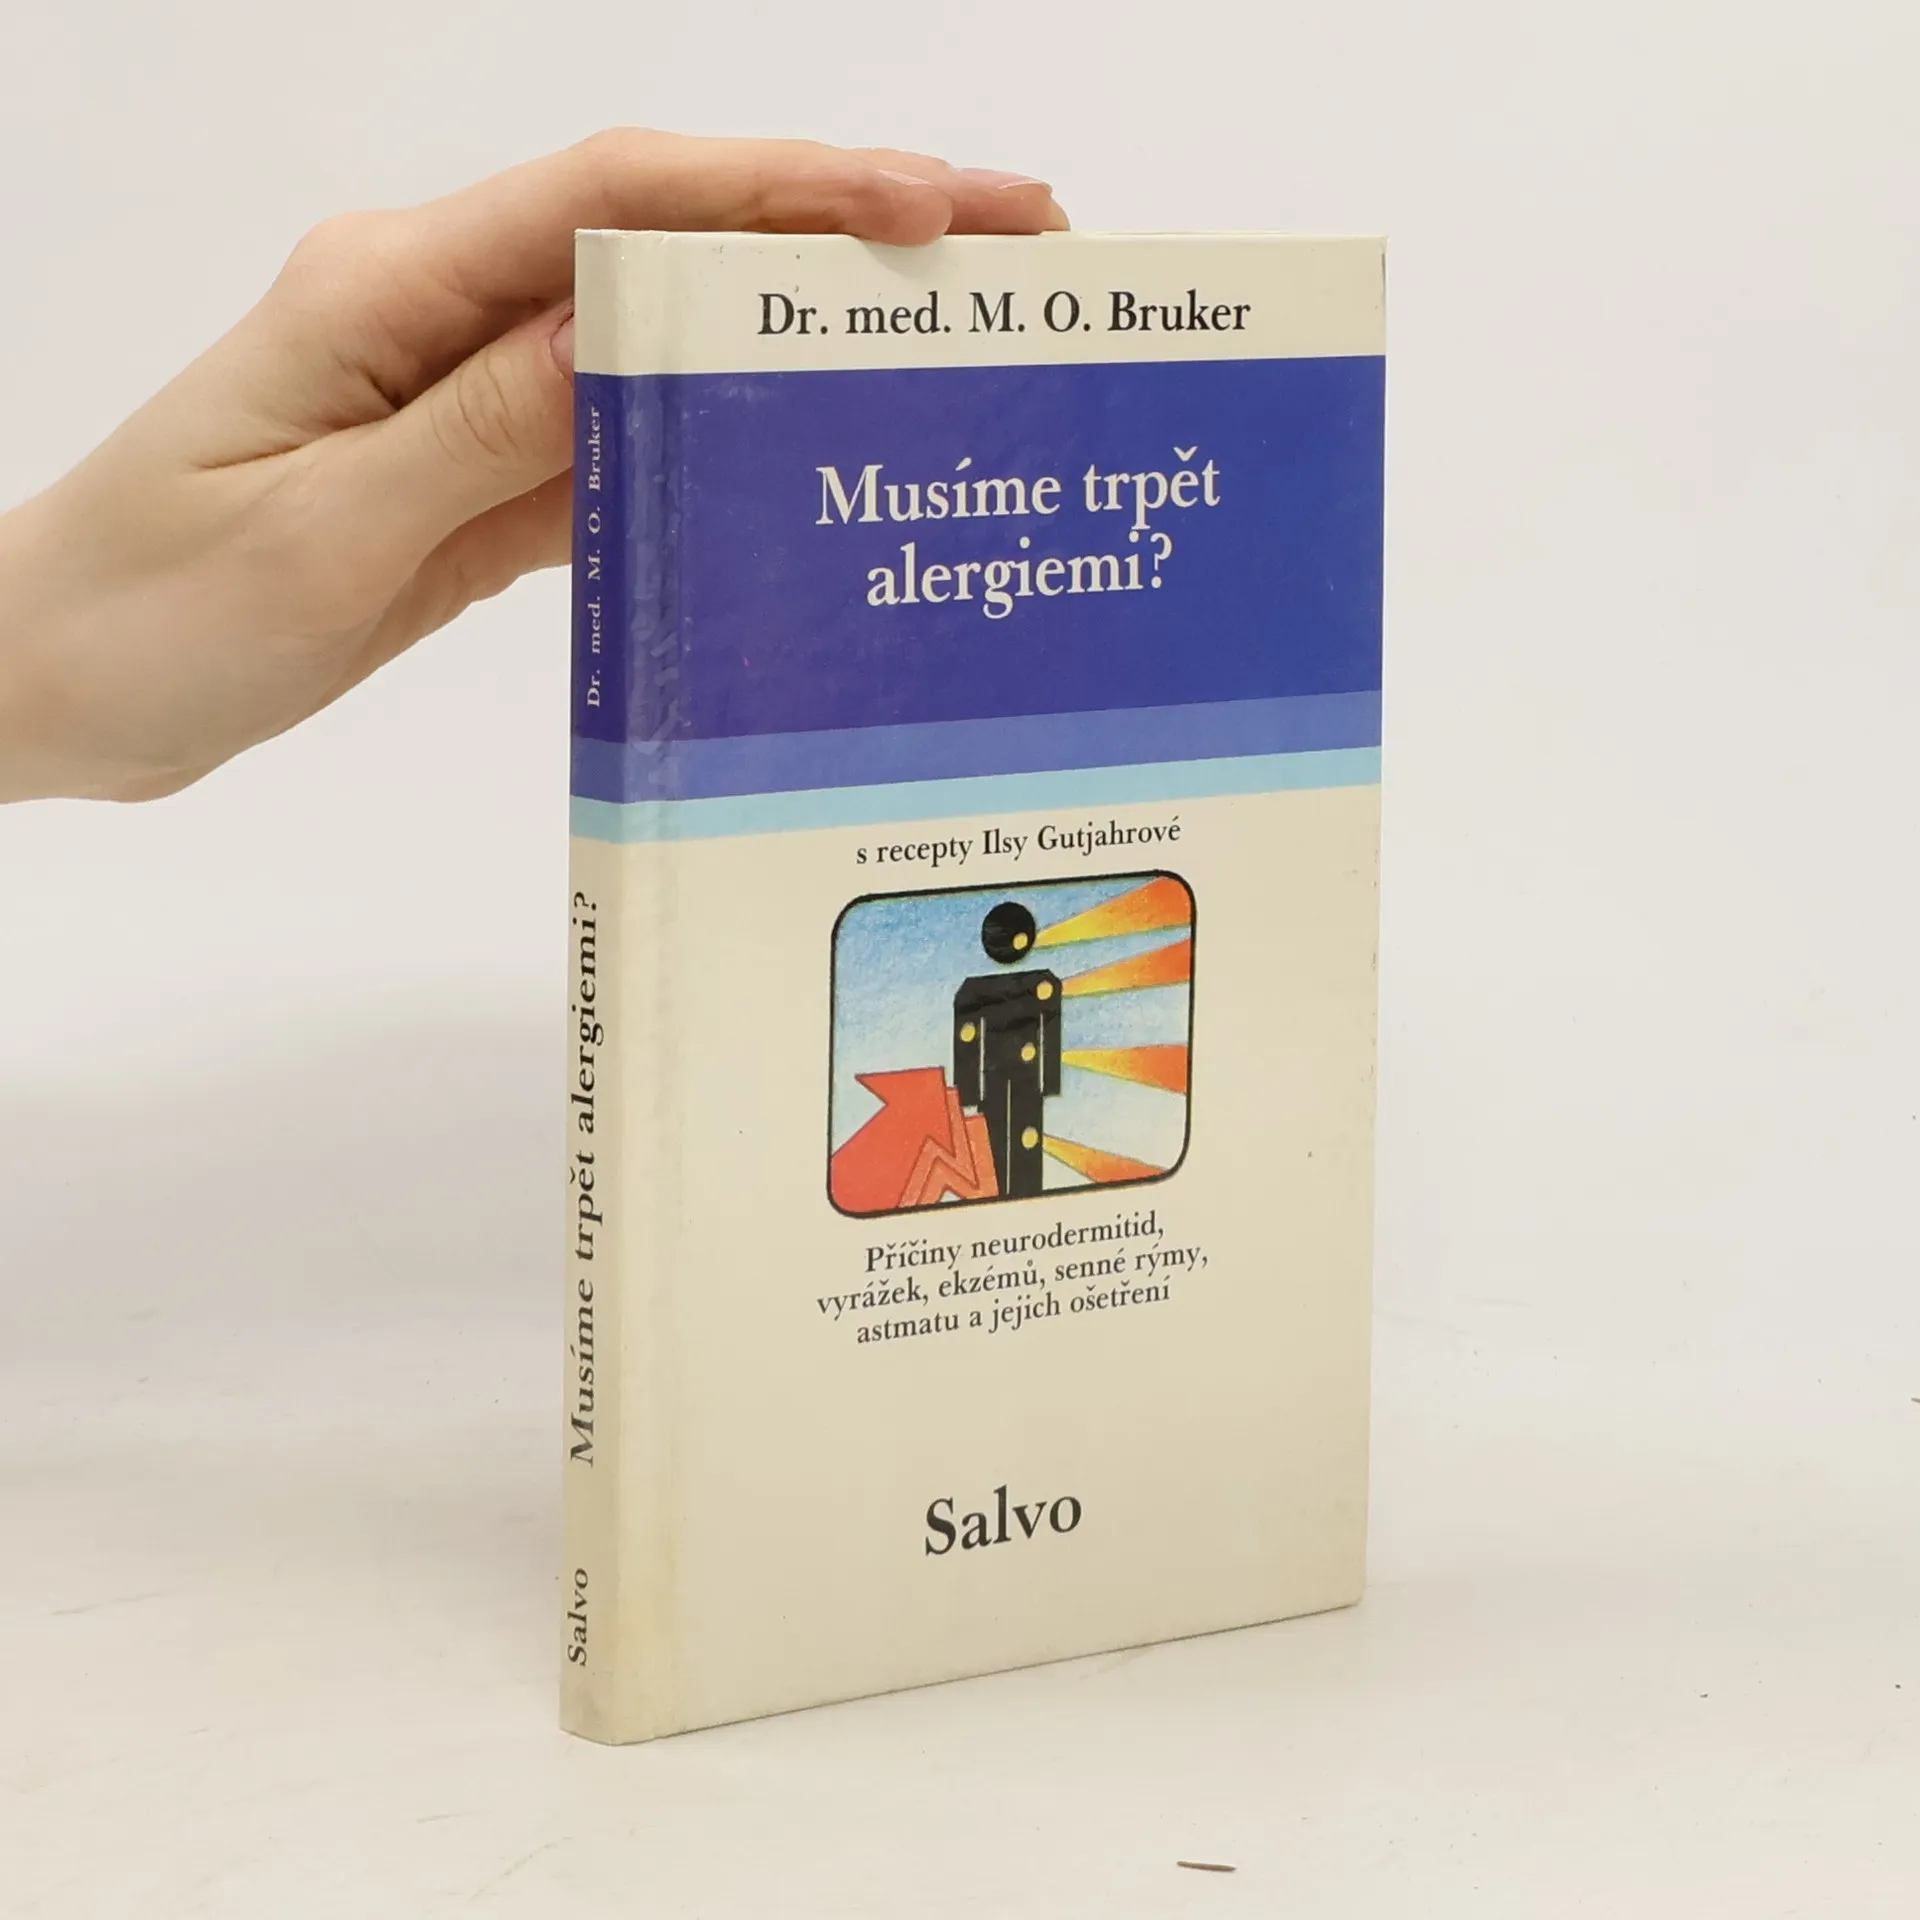 Dr. med. M. O. Bruker
Musíme trpět
alergiemi?
s recepty Ilsy Gutjahrové
Příčiny neurodermitid,
vyrážek, ekzémů, senné rýmy,
astmatu a jejich ošetření
Salvo
Dr. med. M. O. Bruker
Musíme trpět alergiemi?
Salvo